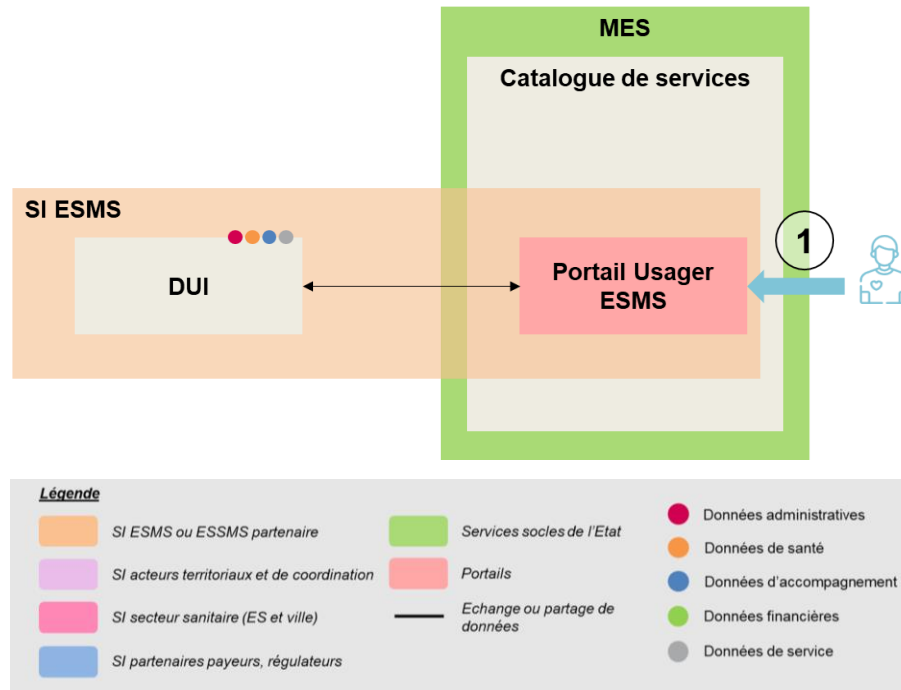 MES
Catalogue de services
SI ESMS
DUI
Portail Usager
ESMS
1
Légende
SI ESMS ou ESSMS partenaire
SI acteurs territoriaux et de coordination
SI secteur sanitaire (ES et ville)
SI partenaires payeurs, régulateurs
Services socles de l'Etat
Portails
Echange ou partage de
données
Données administratives
Données de santé
Données d'accompagnement
Données financières
Données de service